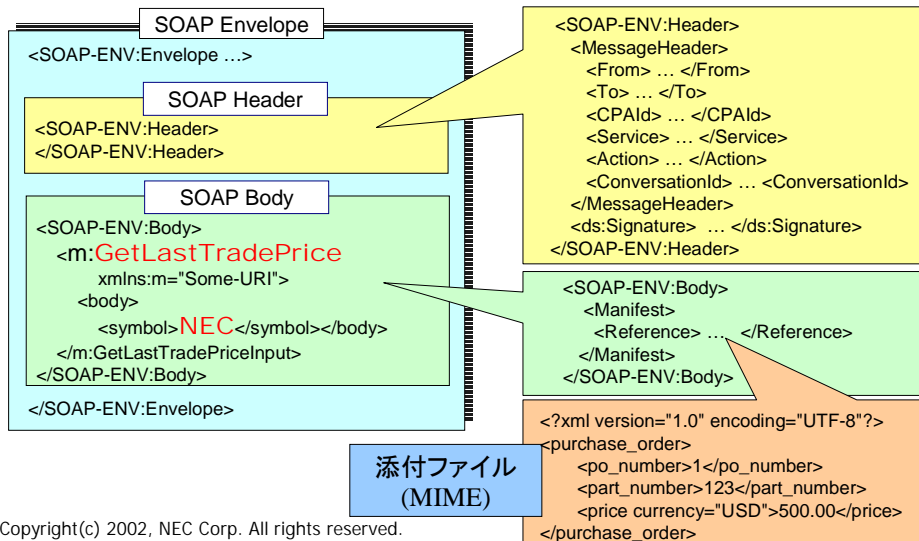 SOAP Envelope
<SOAP-ENV:Envelope …>
SOAP Header
<SOAP-ENV:Header>
</SOAP-ENV:Header>
SOAP Body
<SOAP-ENV:Body>
<m:GetLastTradePrice
xmlns:m="Some-URI">
<body>
<symbol>NEC</symbol></body>
</m:GetLastTradePriceInput>
</SOAP-ENV:Body>
</SOAP-ENV:Envelope>
<SOAP-ENV:Header>
<MessageHeader>
<From> … </From>
<To> … </To>
<CPAId> … </CPAId>
<Service> … </Service>
<Action> … </Action>
<ConversationId> … <ConversationId>
</MessageHeader>
<ds:Signature> … </ds:Signature>
</SOAP-ENV:Header>
<SOAP-ENV:Body>
<Manifest>
<Reference> … </Reference>
</Manifest>
</SOAP-ENV:Body>
添付ファイル
(MIME)
<?xml version="1.0" encoding="UTF-8"?>
<purchase_order>
<po_number>1</po_number>
<part_number>123</part_number>
<price currency="USD">500.00</price>
</purchase_order>
Copyright(c) 2002, NEC Corp. All rights reserved.